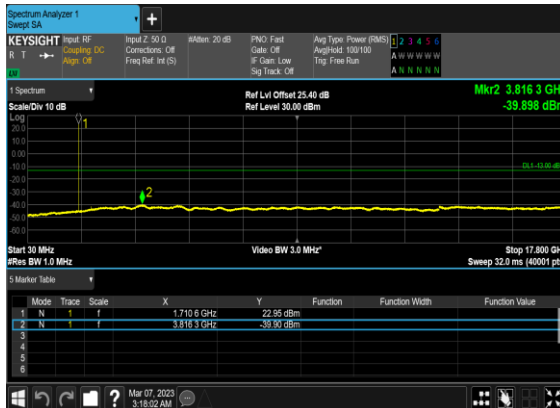 Spectrum Analyzer 1
Swept SA
+
KEYSIGHT Input: RF Input Z: 50 Ω #Atten: 20 dB PNO: Fast Avg Type: Power (RMS) 1 2 3 4 5 6
R T Coupling: DC Corrections: Off Gate: Off Avg|Hold: 100/100 A W W W W W
Align: Off Freq Ref: Int (S) IF Gain: Low Trig: Free Run
LXI Sig Track: Off A N N N N N
1 Spectrum Ref Lvl Offset 25.40 dB Mkr2 3.816 3 GH
Scale/Div 10 dB Ref Level 30.00 dBm -39.898 dBm
Log
20.0
10.0
0.00
-10.0
DL1 -13.00 dB
-20.0
-30.0
-40.0
-50.0
-60.0
1
2
Start 30 MHz Video BW 3.0 MHz* Stop 17.800 GH
#Res BW 1.0 MHz Sweep 32.0 ms (40001 pt
5 Marker Table
Mode Trace Scale X Y Function Function Width Function Value
1 N 1 f 1.710 6 GHz 22.95 dBm
2 N 1 f 3.816 3 GHz -39.90 dBm
3
4
5
6
? Mar 07, 2023
3:18:02 AM